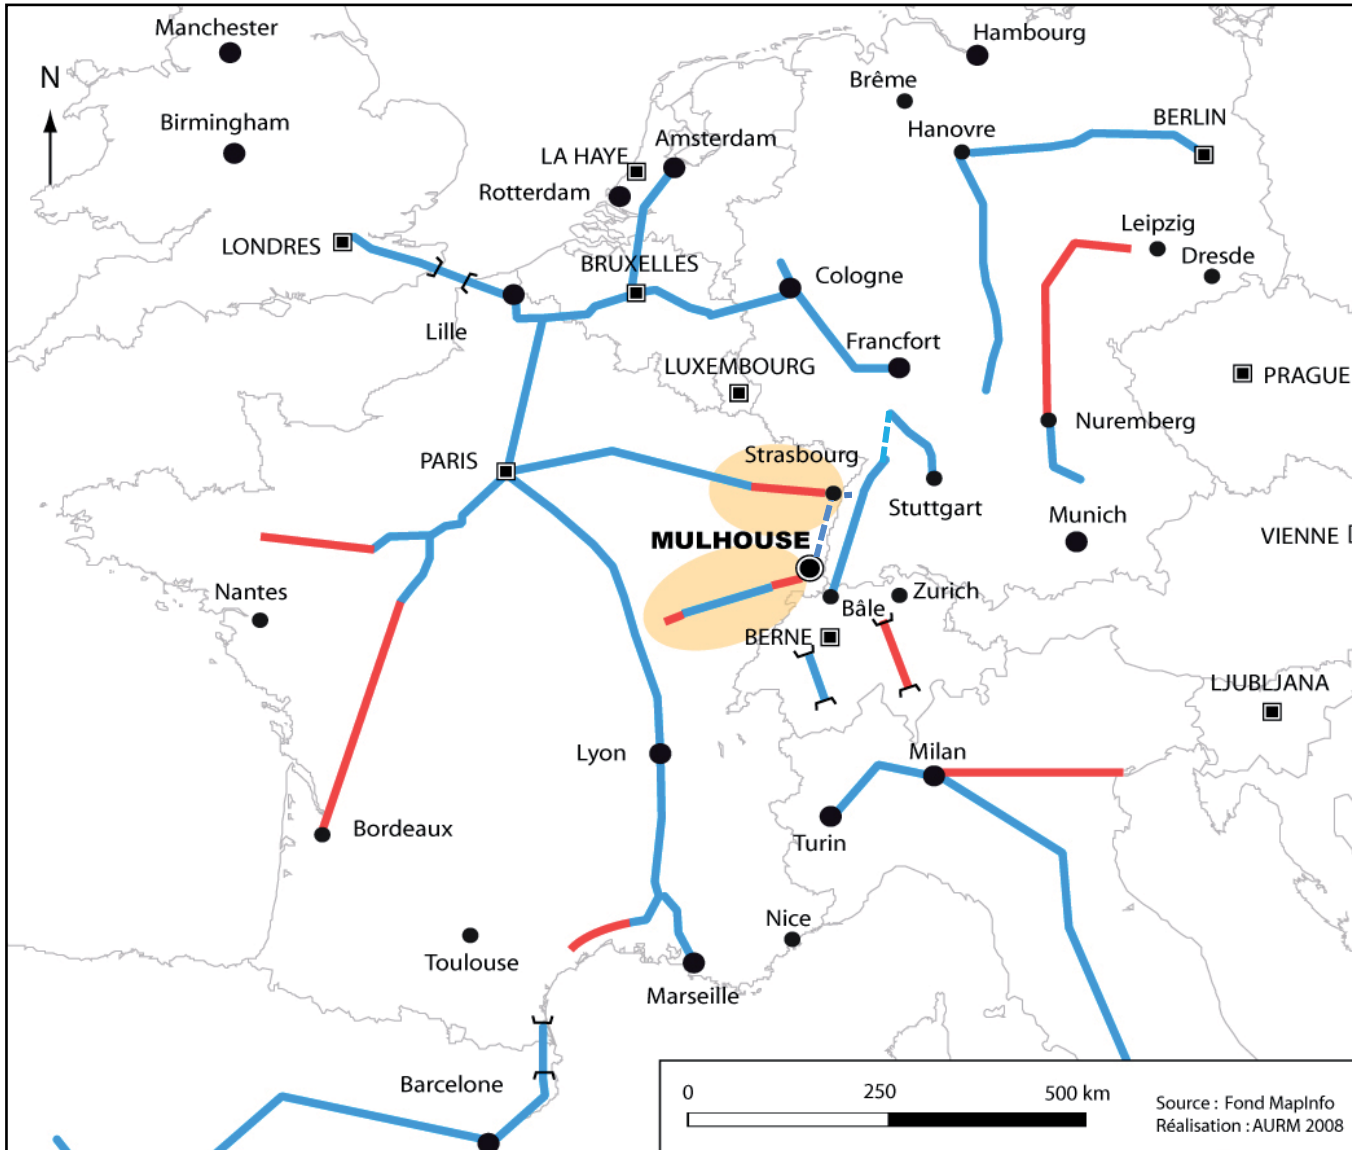 Manchester
Hambourg
N
Brême
Birmingham
BERLIN
Hanovre
Amsterdam
LA HAYE
Rotterdam
Leipzig
LONDRES
BRUXELLES
Dresde
Cologne
Lille
Francfort
LUXEMBOURG
PRAGUE
Nuremberg
Strasbourg
PARIS
Stuttgart
Munich
MULHOUSE
VIENNE
Nantes
Zurich
Bâle
BERNE
LJUBLJANA
Lyon
Milan
Bordeaux
Turin
Nice
Toulouse
Marseille
Barcelone
0 250 500 km
Source : Fond MapInfo
Réalisation : AURM 2008